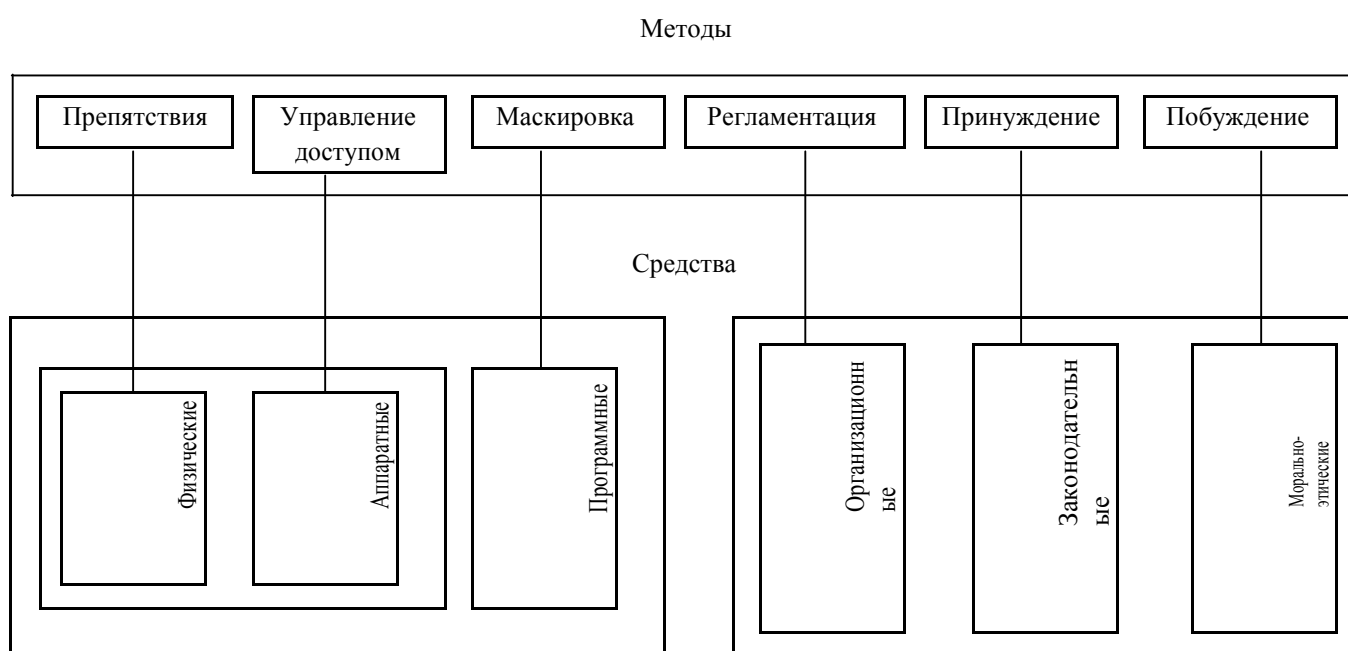 Методы
Препятствия
Управление
доступом
Маскировка
Регламентация
Принуждение
Побуждение
Средства
Физические
Аппаратные
Программные
Организационн
ые
Законодательн
ые
Морально-
этические